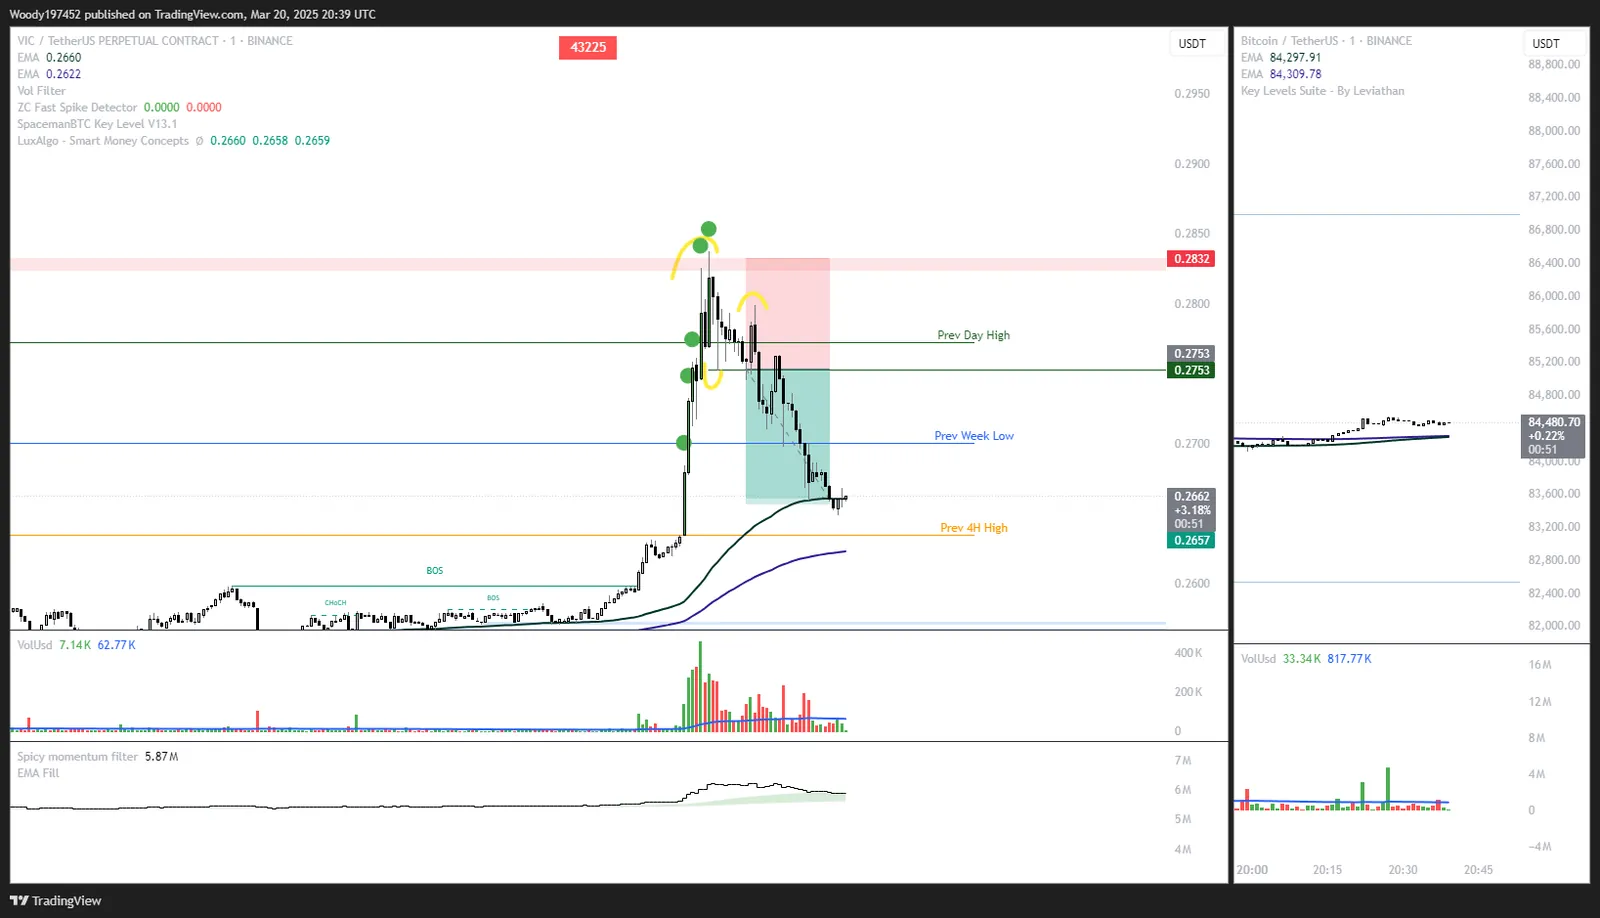 Woody197452 published on TradingView.com, Mar 20, 2025 20:39 UTC
VIC / TetherUS PERPETUAL CONTRACT · 1 · BINANCE
EMA 0.2660
EMA 0.2622
Vol Filter
ZC Fast Spike Detector 0.0000 0.0000
SpacemanBTC Key Level V13.1
LuxAlgo - Smart Money Concepts Ø 0.2660 0.2658 0.2659
43225
USDT
0.2950
0.2900
0.2850
0.2832
0.2800
Prev Day High
0.2753
0.2753
Prev Week Low
0.2700
0.2662
+3.18%
00:51
Prev 4H High
0.2657
BOS
0.2600
CHoCH
BOS
VolUsd 7.14K 62.77K
400K
200K
0
Spicy momentum filter 5.87M
EMA Fill
7M
6M
5M
4M
Bitcoin / TetherUS · 1 · BINANCE
EMA 84,297.91
EMA 84,309.78
Key Levels Suite - By Leviathan
USDT
88,800.00
88,400.00
88,000.00
87,600.00
87,200.00
86,800.00
86,400.00
86,000.00
85,600.00
85,200.00
84,800.00
84,480.70
+0.22%
00:51
84,000.00
83,600.00
83,200.00
82,800.00
82,400.00
82,000.00
VolUsd 33.34K 817.77K
16M
12M
8M
4M
0
−4M
20:00 20:15 20:30 20:45
TradingView